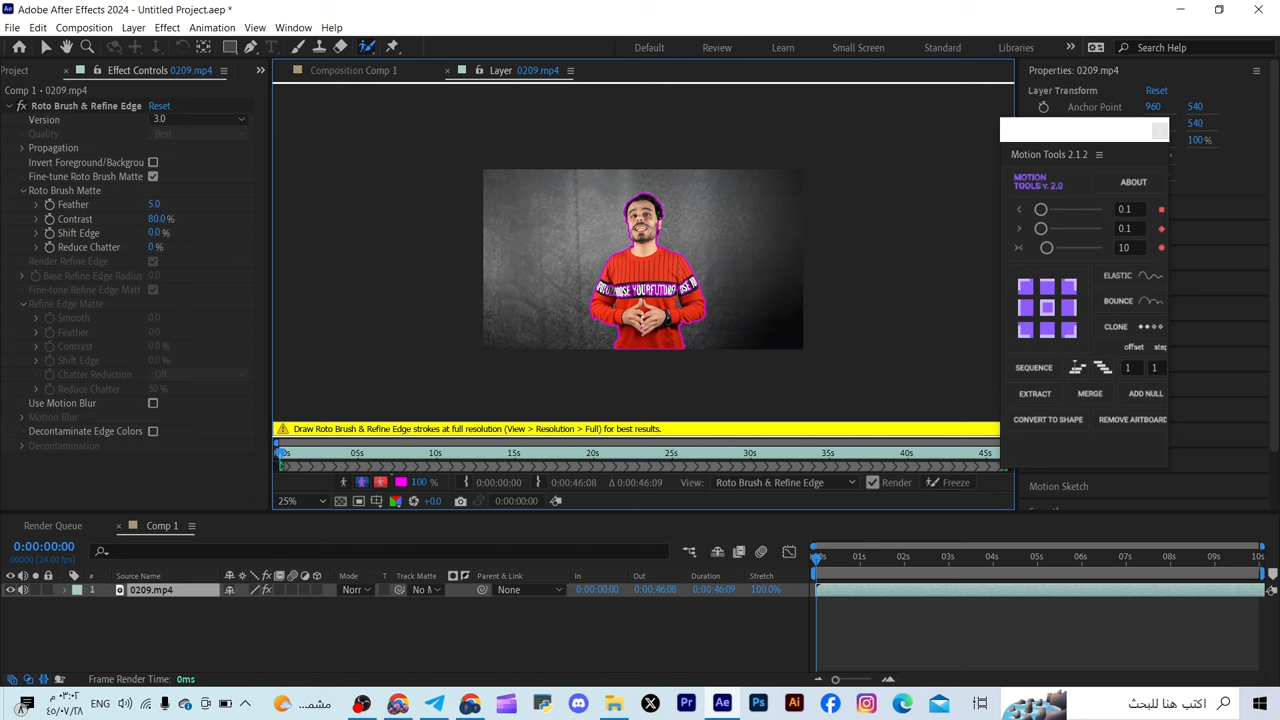 Ae Adobe After Effects 2024 - Untitled Project.aep *
File Edit Composition Layer Effect Animation View Window Help
Default Review Learn Small Screen Standard Libraries Search Help
Project Effect Controls 0209.mp4
Composition Comp 1 Layer 0209.mp4
Properties: 0209.mp4
Comp 1 • 0209.mp4
Roto Brush & Refine Edge Reset
Version 3.0
Quality Best
Propagation
Invert Foreground/Backgrou
Fine-tune Roto Brush Matte
Roto Brush Matte
Feather 5.0
Contrast 80.0 %
Shift Edge 0.0 %
Reduce Chatter 0 %
Render Refine Edge
Base Refine Edge Radius 0.0
Fine-tune Refine Edge Matt
Refine Edge Matte
Smooth 0.0
Feather 0.0
Contrast 0.0 %
Shift Edge 0.0 %
Chatter Reduction Off
Reduce Chatter 50 %
Use Motion Blur
Motion Blur
Decontaminate Edge Colors
Decontamination
Layer Transform Reset
Anchor Point 960 540
540
100 %
Motion Tools 2.1.2
MOTION
TOOLS v. 2.0
ABOUT
0.1
0.1
10
ELASTIC
BOUNCE
CLONE
offset step
SEQUENCE 1 1
EXTRACT MERGE ADD NULL
CONVERT TO SHAPE REMOVE ARTBOARD
Motion Sketch
Draw Roto Brush & Refine Edge strokes at full resolution (View > Resolution > Full) for best results.
05s 10s 15s 20s 25s 30s 35s 40s 45s
100 % 0:00:00:00 0:00:46:08 Δ 0:00:46:09 View: Roto Brush & Refine Edge Render Freeze
25% +0.0 0:00:00:00
Render Queue Comp 1
0:00:00:00
00000 (24.00 fps)
# Source Name Mode T Track Matte Parent & Link In Out Duration Stretch
1 0209.mp4 Norr No M None 0:00:00:00 0:00:46:08 0:00:46:09 100.0%
01s 02s 03s 04s 05s 06s 07s 08s 09s 10s
Frame Render Time: 0ms
ENG
مشمـ...
Pr Ae Ps Ai
اكتب هنا للبحث